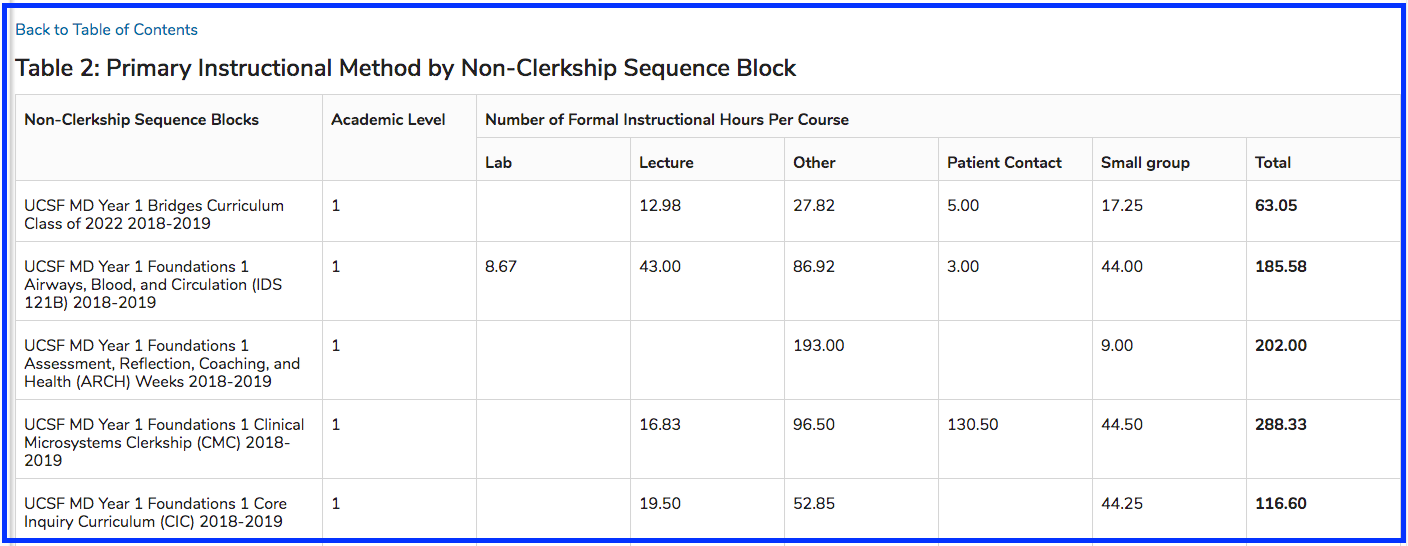 Back to Table of Contents
Table 2: Primary Instructional Method by Non-Clerkship Sequence Block
Non-Clerkship Sequence Blocks Academic Level Number of Formal Instructional Hours Per Course
Lab Lecture Other Patient Contact Small group Total
UCSF MD Year 1 Bridges Curriculum 1 12.98 27.82 5.00 17.25 63.05
Class of 2022 2018-2019
UCSF MD Year 1 Foundations 1 1 8.67 43.00 86.92 3.00 44.00 185.58
Airways, Blood, and Circulation (IDS
121B) 2018-2019
UCSF MD Year 1 Foundations 1 1 193.00 9.00 202.00
Assessment, Reflection, Coaching, and
Health (ARCH) Weeks 2018-2019
UCSF MD Year 1 Foundations 1 Clinical 1 16.83 96.50 130.50 44.50 288.33
Microsystems Clerkship (CMC) 2018-
2019
UCSF MD Year 1 Foundations 1 Core 1 19.50 52.85 44.25 116.60
Inquiry Curriculum (CIC) 2018-2019